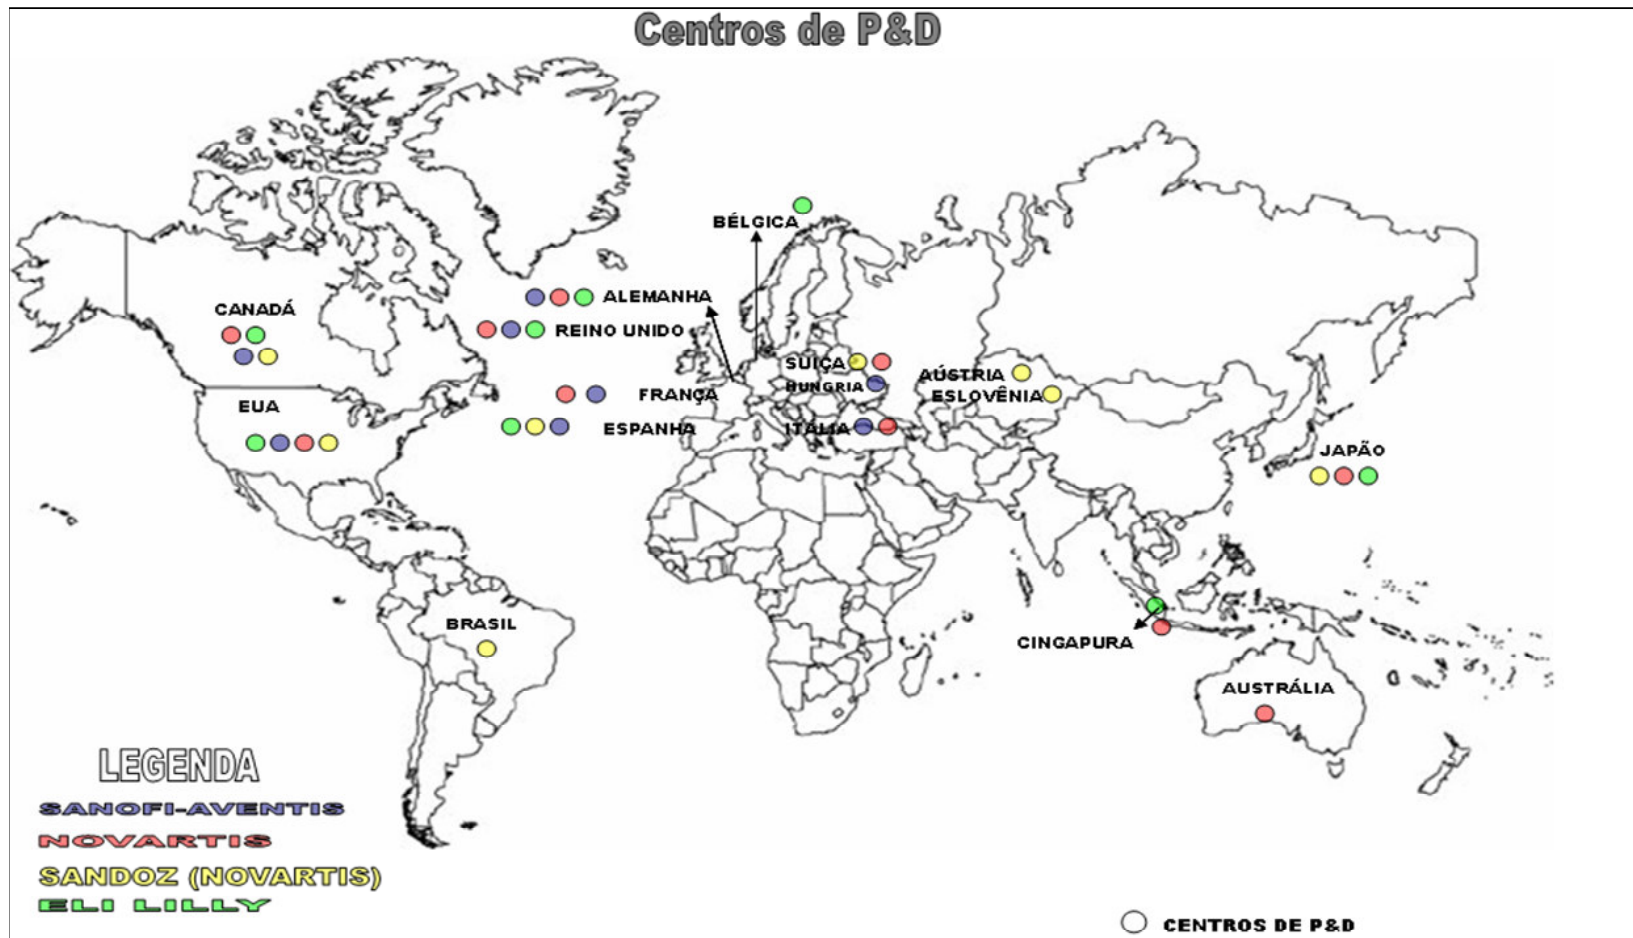 Centros de P&D
BÉLGICA
ALEMANHA
CANADÁ
REINO UNIDO
SUIÇA
AÚSTRIA
HUNGRIA
ESLOVÊNIA
FRANÇA
EUA
ESPANHA
ITÁLIA
JAPÃO
BRASIL
CINGAPURA
AUSTRÁLIA
LEGENDA
SANOFI-AVENTIS
NOVARTIS
SANDOZ (NOVARTIS)
ELI LILLY
CENTROS DE P&D